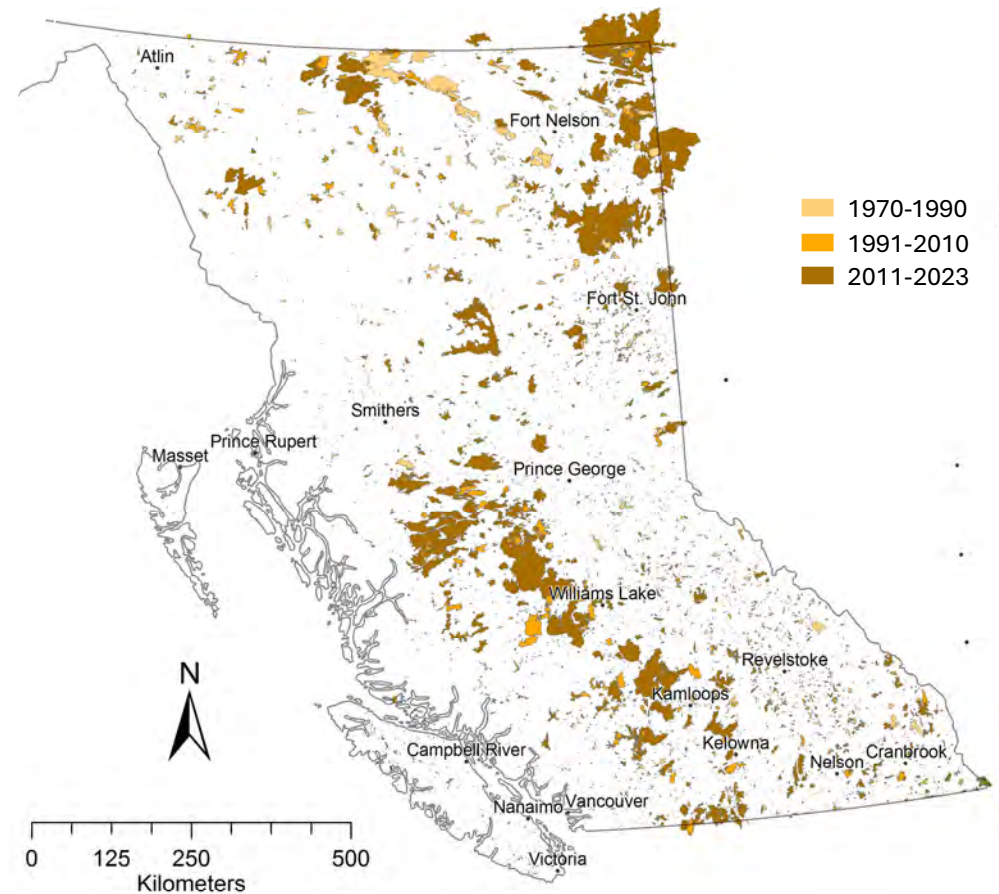 Atlin
Fort Nelson
1970-1990
1991-2010
2011-2023
Fort St. John
Smithers
Prince Rupert
Masset
Prince George
Williams Lake
Revelstoke
Kamloops
Kelowna
Cranbrook
Nelson
Campbell River
Nanaimo
Vancouver
Victoria
N
0 125 250 500
Kilometers